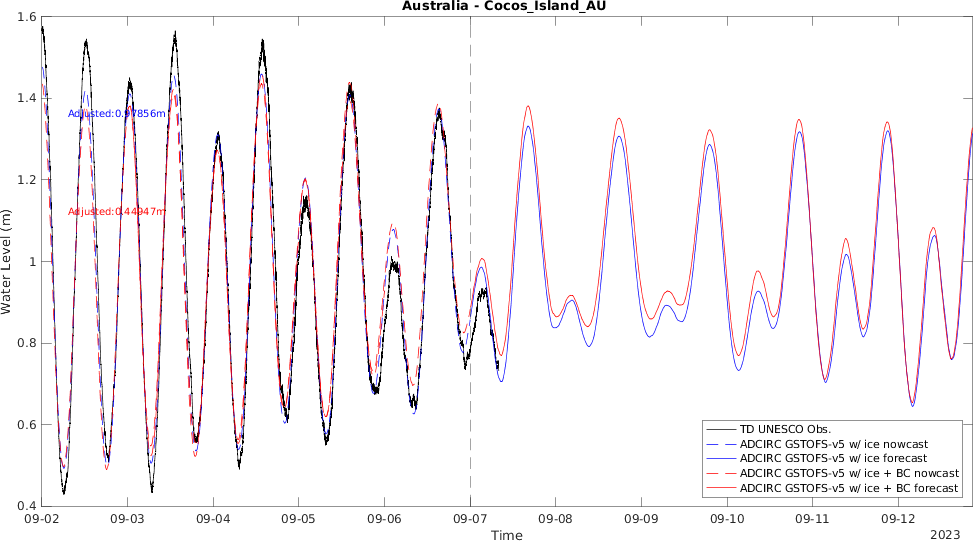 Australia - Cocos_Island_AU
1.6
1.4
1.2
1
0.8
0.6
0.4
Water Level (m)
Adjusted:0.97856m
Adjusted:0.44947m
TD UNESCO Obs.
ADCIRC GSTOFS-v5 w/ ice nowcast
ADCIRC GSTOFS-v5 w/ ice forecast
ADCIRC GSTOFS-v5 w/ ice + BC nowcast
ADCIRC GSTOFS-v5 w/ ice + BC forecast
09-02 09-03 09-04 09-05 09-06 09-07 09-08 09-09 09-10 09-11 09-12
Time
2023